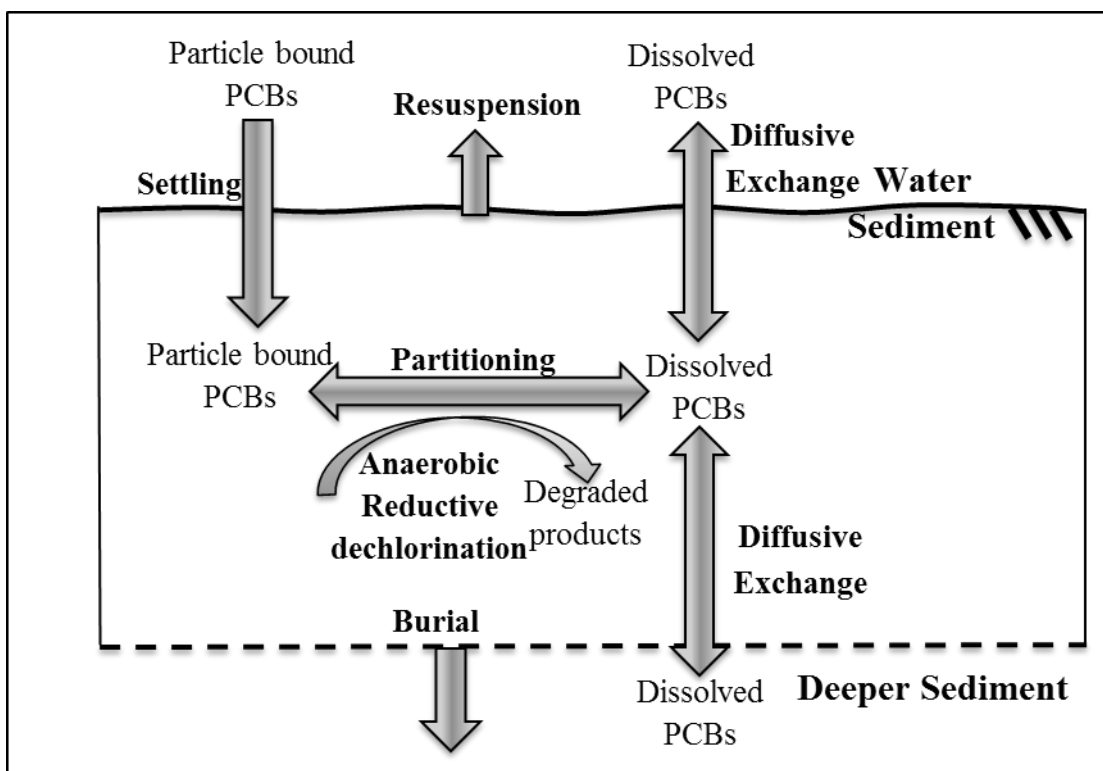 Particle bound
PCBs
Resuspension
Dissolved
PCBs
Diffusive
Exchange
Settling
Water
Sediment
Particle bound
PCBs
Partitioning
Dissolved
PCBs
Anaerobic
Reductive
dechlorination
Degraded
products
Diffusive
Exchange
Burial
Dissolved
PCBs
Deeper Sediment